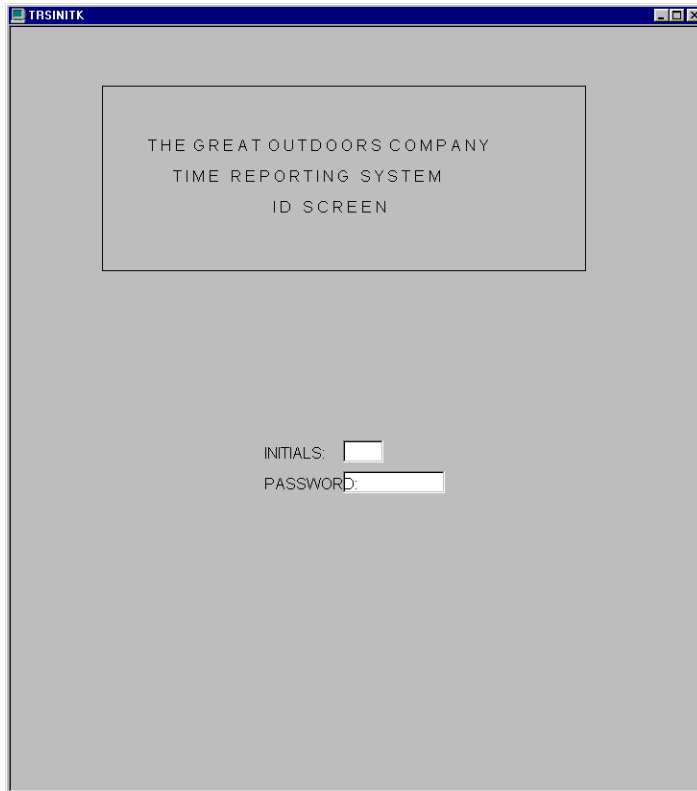 TRSINITK
THE GREAT OUTDOORS COMPANY
TIME REPORTING SYSTEM
ID SCREEN
INITIALS:
PASSWORD: